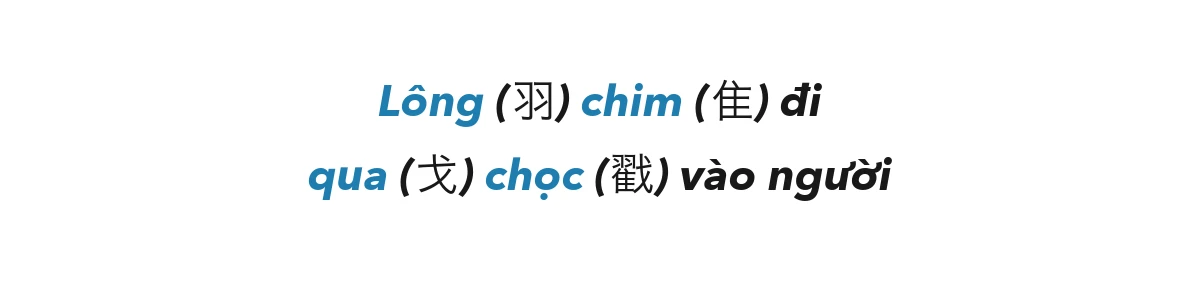 Lông (羽) chim (隹) đi
qua (戈) chọc (戳) vào người